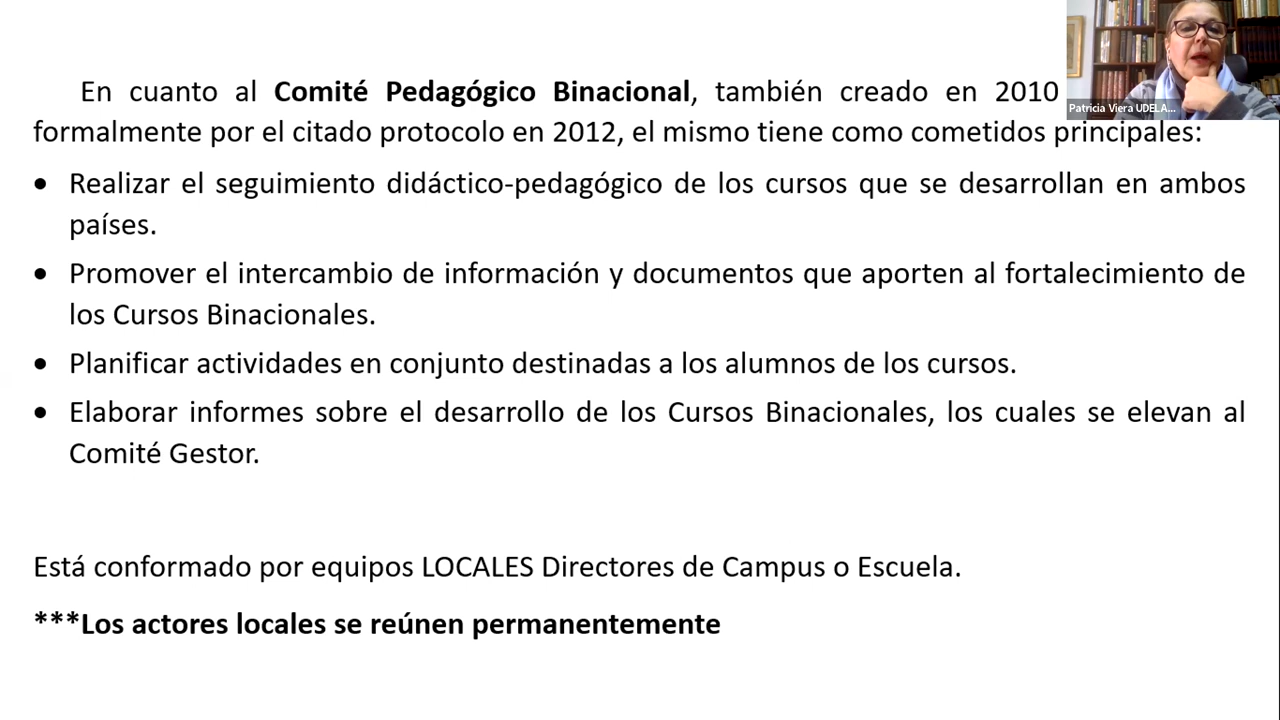 En cuanto al Comité Pedagógico Binacional, también creado en 2010
Patricia Viera UDELA...
formalmente por el citado protocolo en 2012, el mismo tiene como cometidos principales:
• Realizar el seguimiento didáctico-pedagógico de los cursos que se desarrollan en ambos
países.
• Promover el intercambio de información y documentos que aporten al fortalecimiento de
los Cursos Binacionales.
• Planificar actividades en conjunto destinadas a los alumnos de los cursos.
• Elaborar informes sobre el desarrollo de los Cursos Binacionales, los cuales se elevan al
Comité Gestor.
Está conformado por equipos LOCALES Directores de Campus o Escuela.
***Los actores locales se reúnen permanentemente